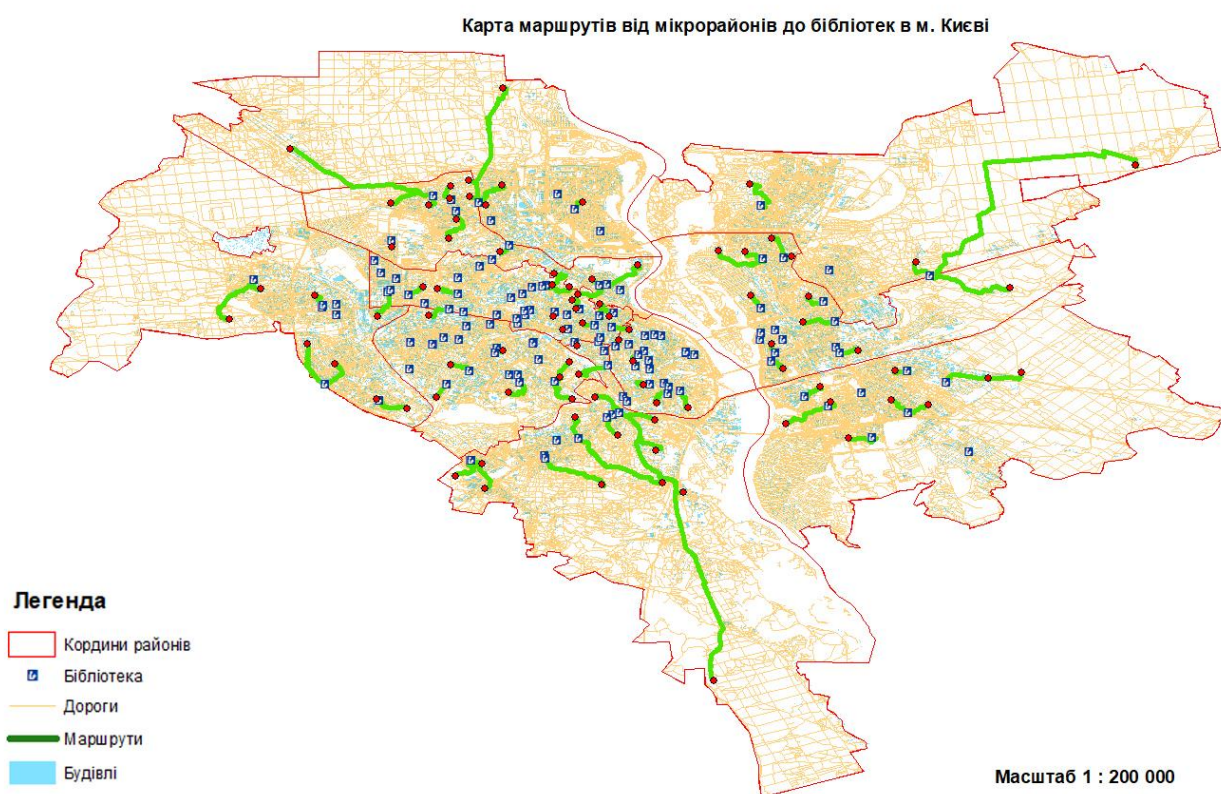 Карта маршрутів від мікрорайонів до бібліотек в м. Києві
Легенда
Кордини районів
Бібліотека
Дороги
Маршрути
Будівлі
Масштаб 1 : 200 000